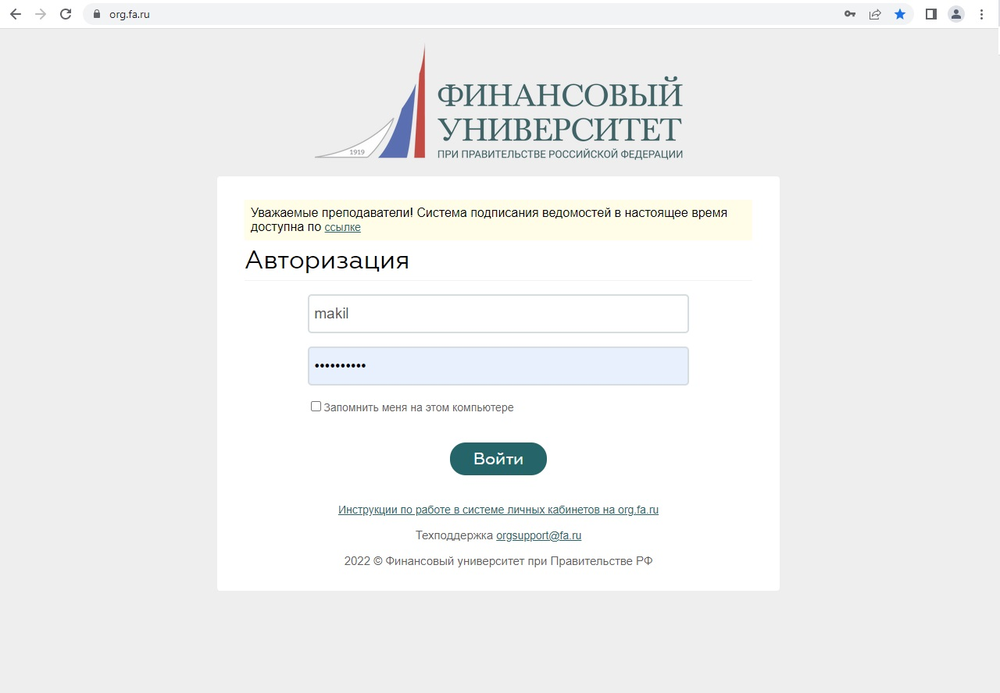 org.fa.ru
ФИНАНСОВЫЙ
УНИВЕРСИТЕТ
ПРИ ПРАВИТЕЛЬСТВЕ РОССИЙСКОЙ ФЕДЕРАЦИИ
1919
Уважаемые преподаватели! Система подписания ведомостей в настоящее время
доступна по ссылке
Авторизация
makil
••••••••••
Запомнить меня на этом компьютере
Войти
Инструкции по работе в системе личных кабинетов на org.fa.ru
Техподдержка orgsupport@fa.ru
2022 © Финансовый университет при Правительстве РФ